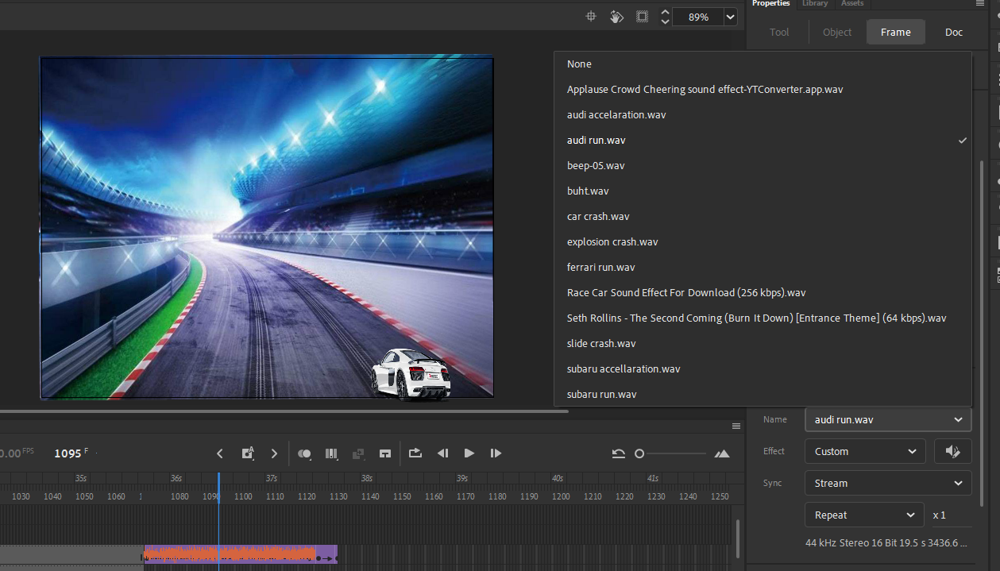 Properties Library Assets
89%
Tool Object Frame Doc
None
Applause Crowd Cheering sound effect-YTConverter.app.wav
audi accelaration.wav
audi run.wav
beep-05.wav
buht.wav
car crash.wav
explosion crash.wav
ferrari run.wav
Race Car Sound Effect For Download (256 kbps).wav
Seth Rollins - The Second Coming (Burn It Down) [Entrance Theme] (64 kbps).wav
slide crash.wav
subaru accellaration.wav
subaru run.wav
Name audi run.wav
Effect Custom
Sync Stream
Repeat x 1
44 kHz Stereo 16 Bit 19.5 s 3436.6 ...
0.00 FPS 1095 F
35s 36s 37s 38s 39s 40s 41s
1030 1040 1050 1060 1 1080 109 1100 1110 1120 1130 1140 1150 1160 1170 1180 1190 1200 1210 1220 1230 1240 1250